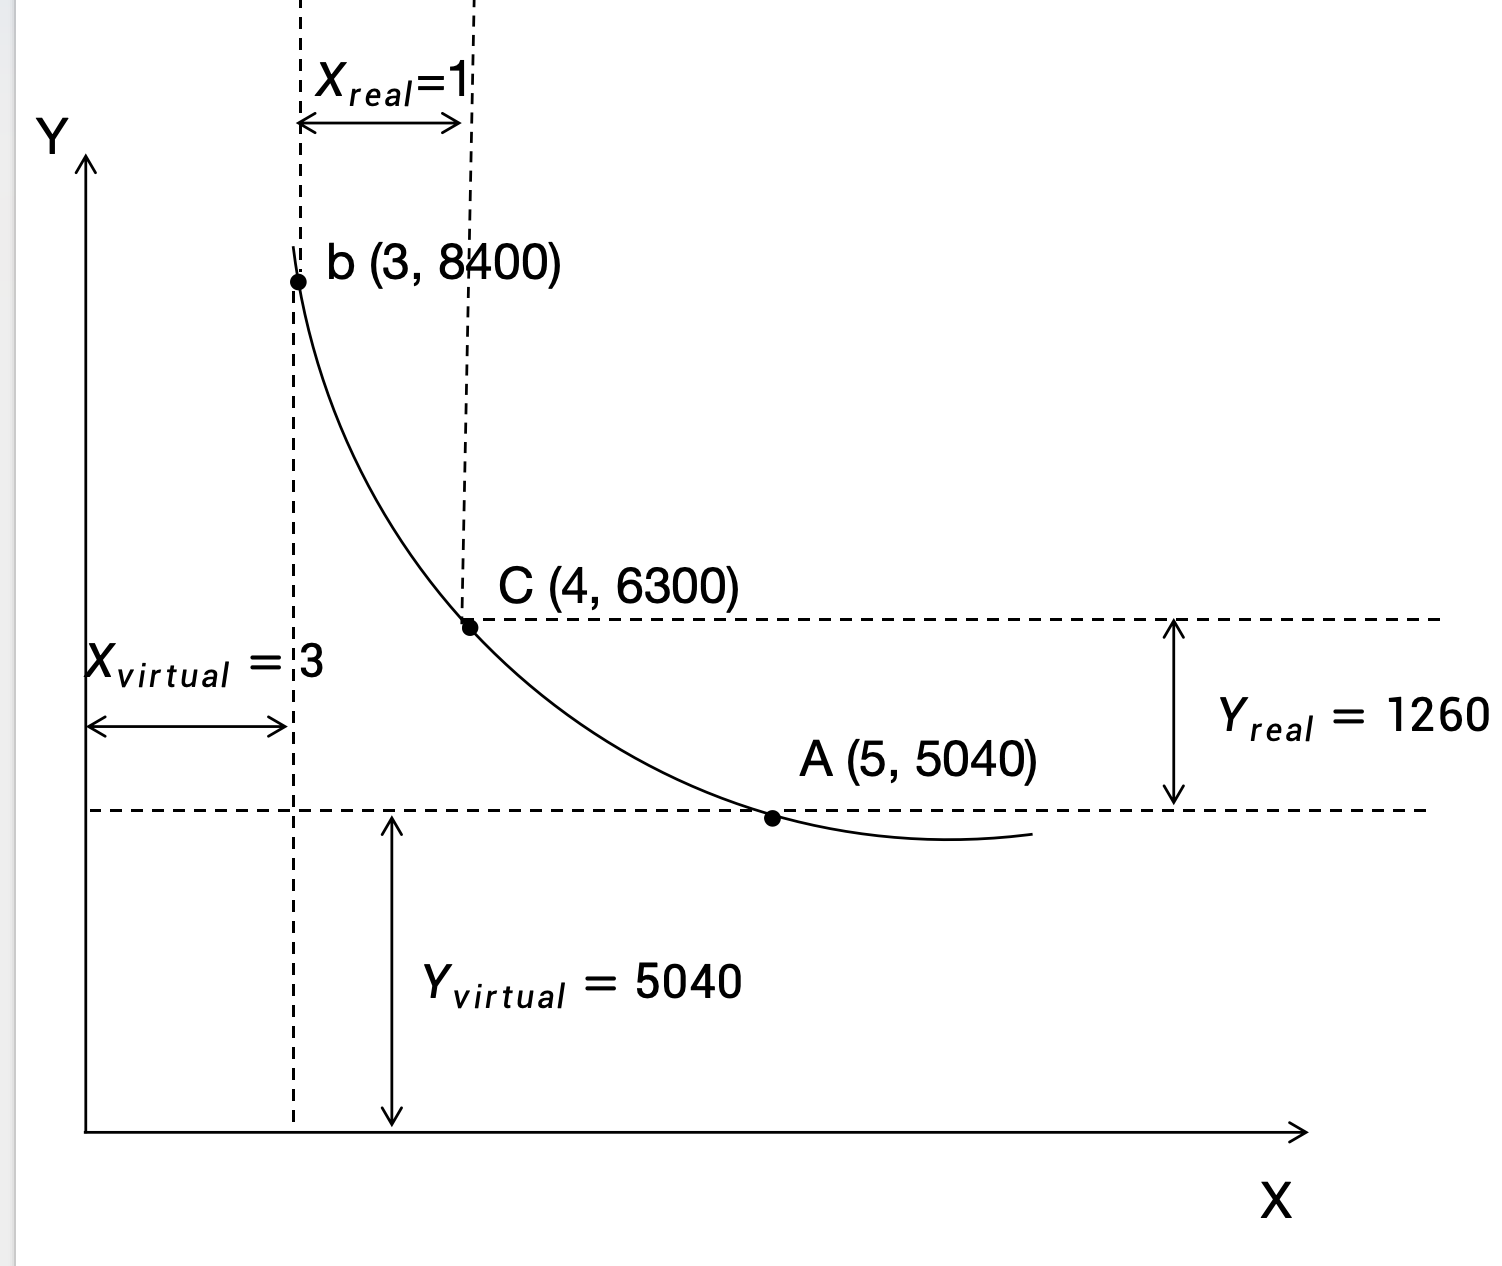 X_real=1
Y
b (3, 8400)
C (4, 6300)
X_virtual = 3
Y_real = 1260
A (5, 5040)
Y_virtual = 5040
X